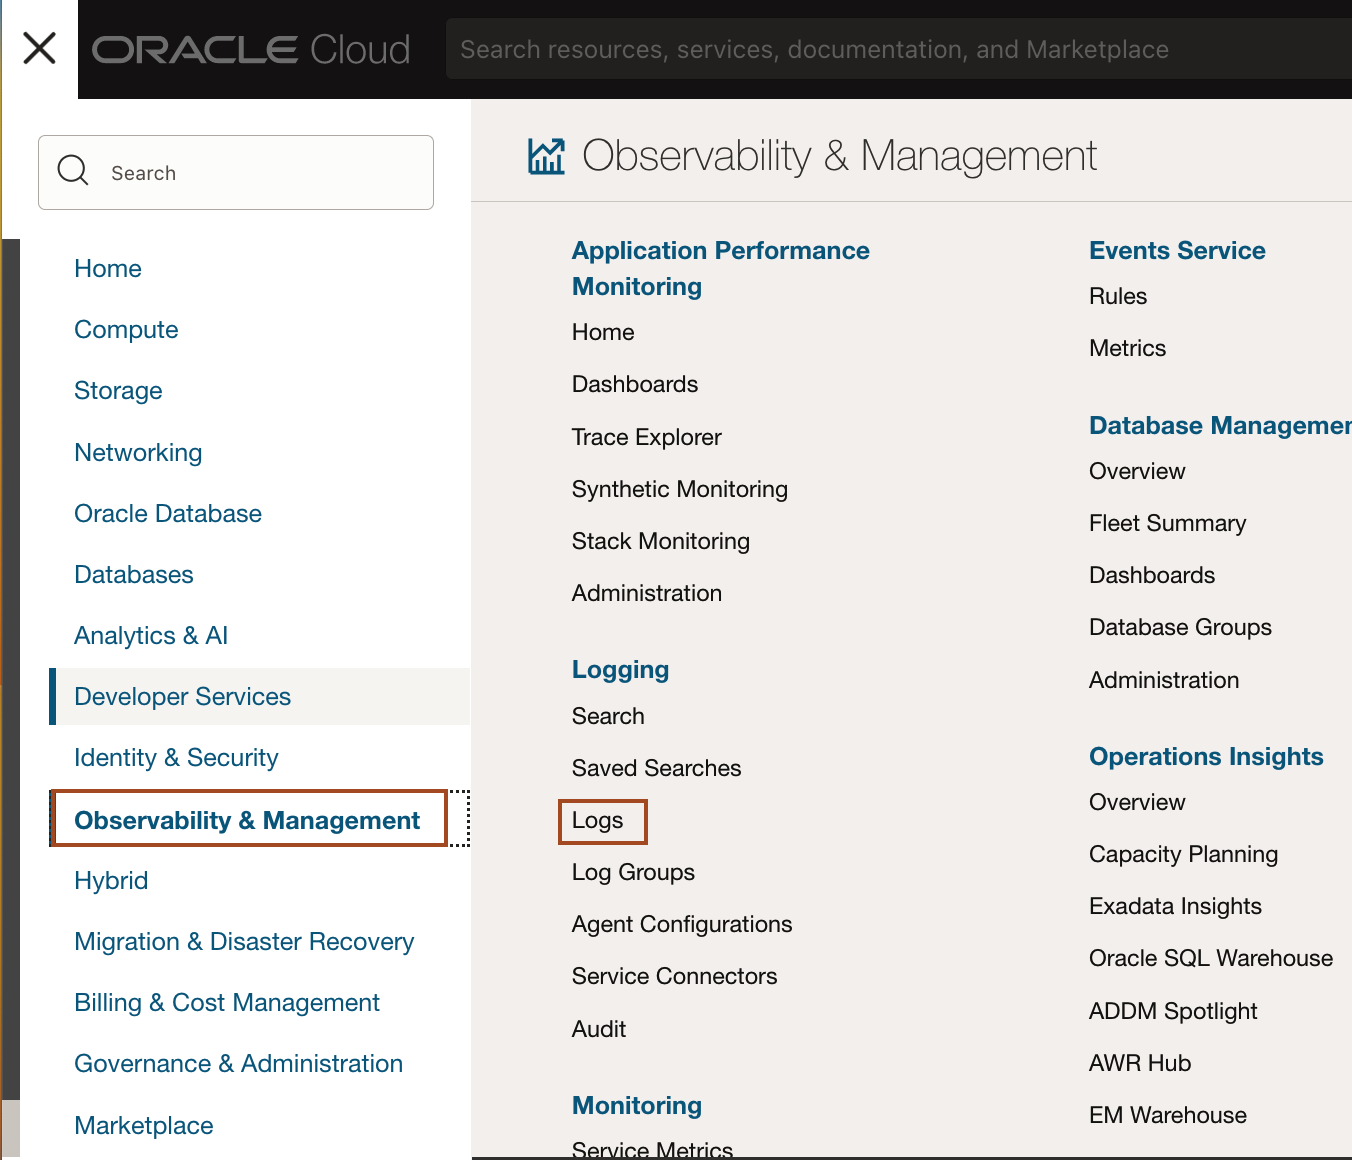 ORACLE Cloud
Search resources, services, documentation, and Marketplace
Search
Home
Compute
Storage
Networking
Oracle Database
Databases
Analytics & AI
Developer Services
Identity & Security
Observability & Management
Hybrid
Migration & Disaster Recovery
Billing & Cost Management
Governance & Administration
Marketplace
Observability & Management
Application Performance
Monitoring
Home
Dashboards
Trace Explorer
Synthetic Monitoring
Stack Monitoring
Administration
Logging
Search
Saved Searches
Logs
Log Groups
Agent Configurations
Service Connectors
Audit
Monitoring
Service Metrics
Events Service
Rules
Metrics
Database Managemen
Overview
Fleet Summary
Dashboards
Database Groups
Administration
Operations Insights
Overview
Capacity Planning
Exadata Insights
Oracle SQL Warehouse
ADDM Spotlight
AWR Hub
EM Warehouse